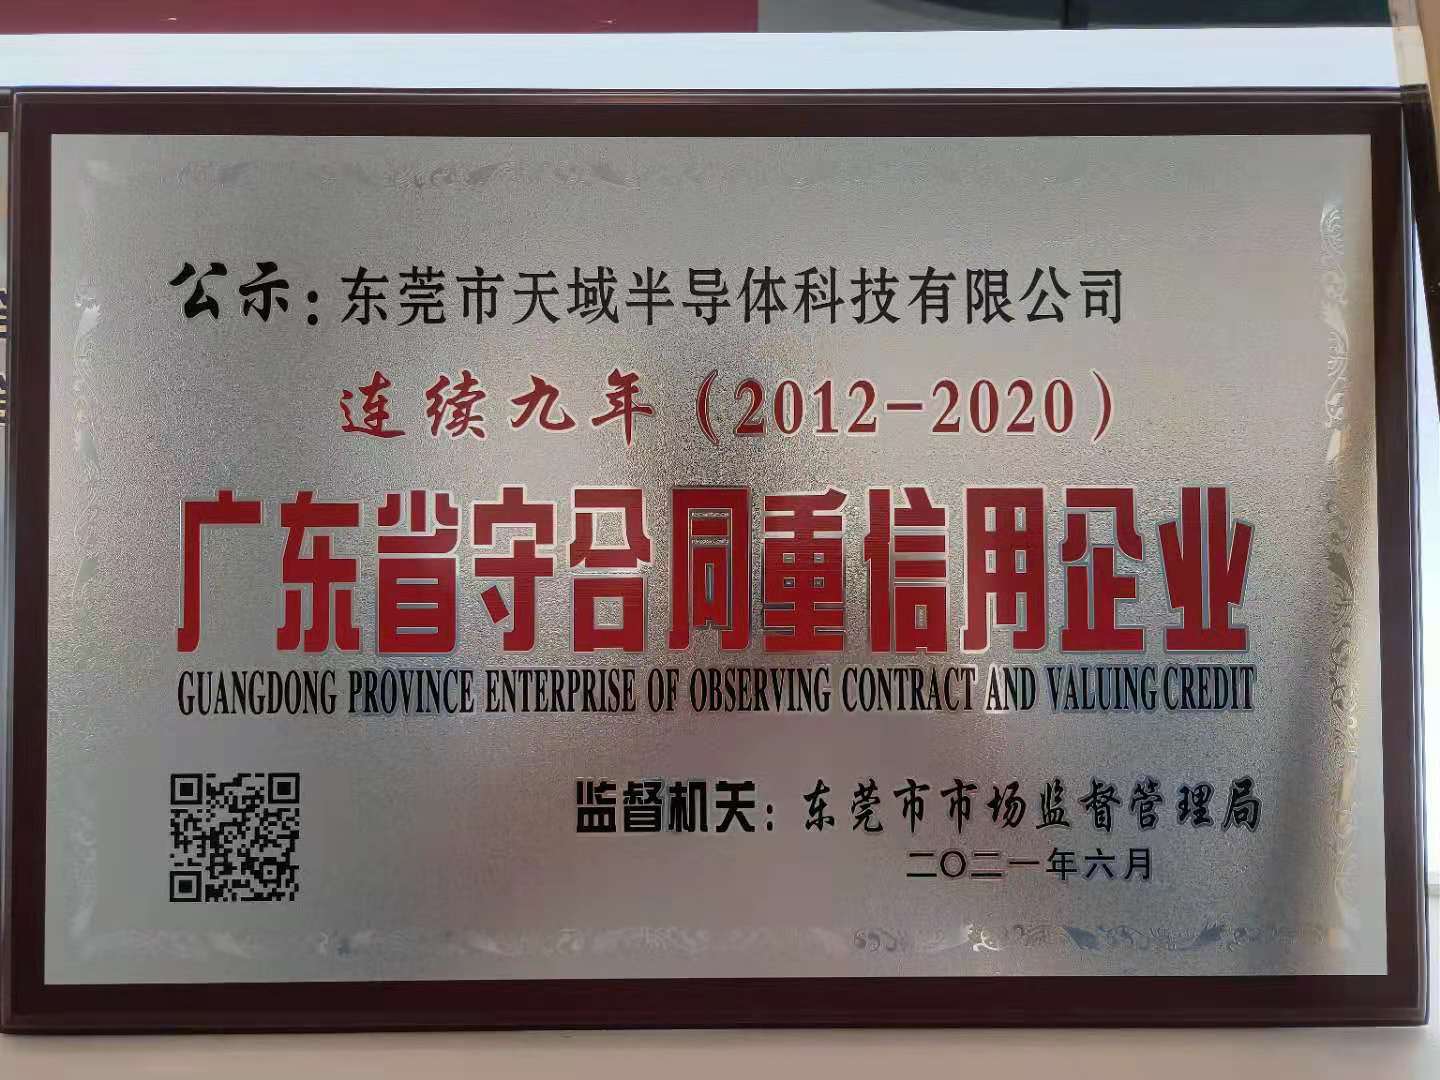 公示：东莞市天域半导体科技有限公司
连续九年（2012-2020）
广东省守合同重信用企业
GUANGDONG PROVINCE ENTERPRISE OF OBSERVING CONTRACT AND VALUING CREDIT
监督机关：东莞市市场监督管理局
二〇二一年六月